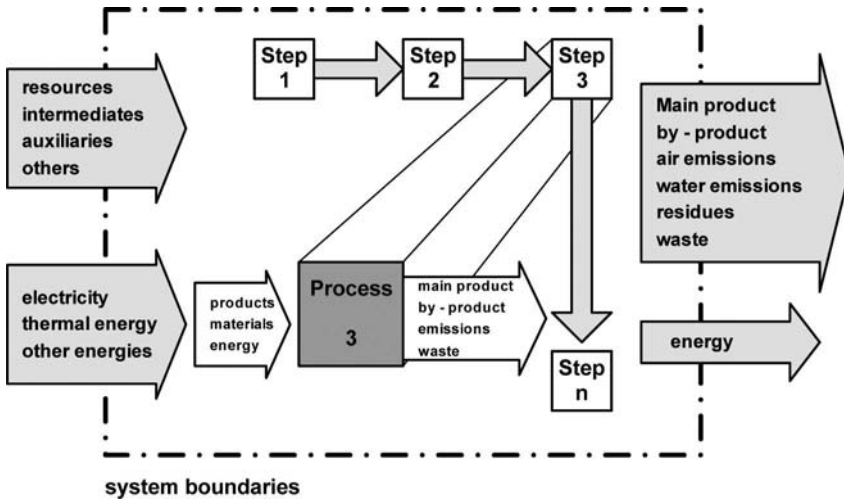 Step
1
Step
2
Step
3
resources
intermediates
auxiliaries
others
Main product
by - product
air emissions
water emissions
residues
waste
electricity
thermal energy
other energies
products
materials
energy
Process
3
main product
by - product
emissions
waste
Step
n
energy
system boundaries